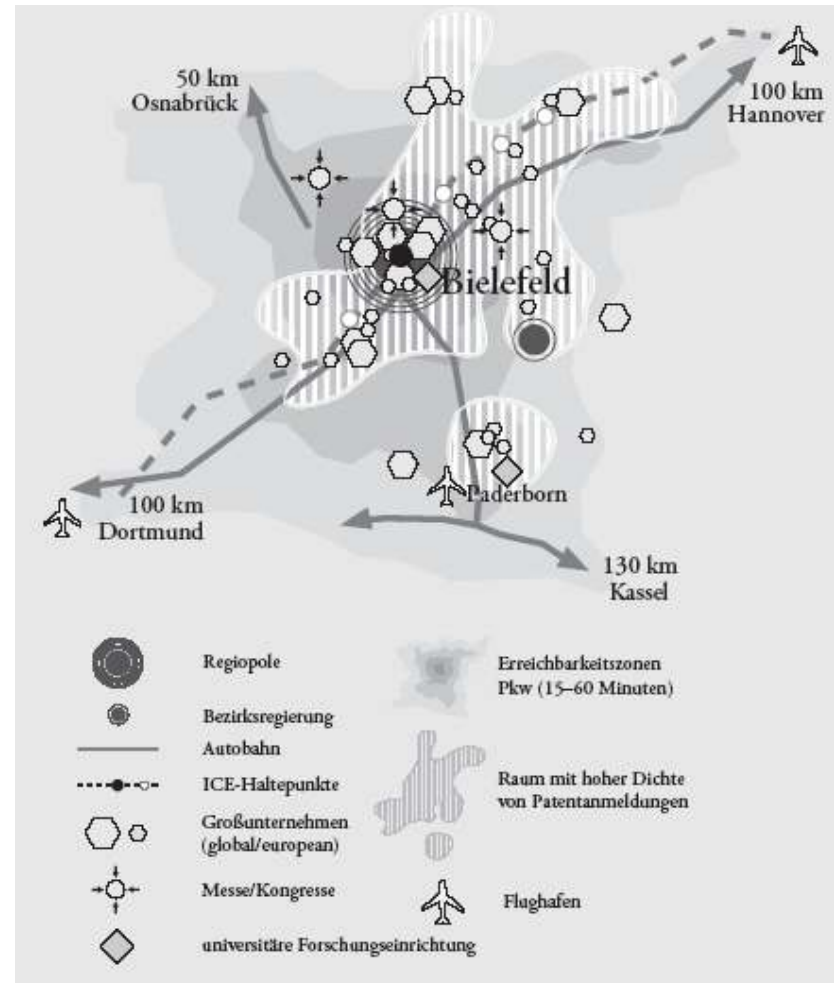 50 km
Osnabrück
100 km
Hannover
Bielefeld
Paderborn
100 km
Dortmund
130 km
Kassel
Regiopole
Bezirksregierung
Autobahn
ICE-Haltepunkte
Großunternehmen
(global/european)
Messe/Kongresse
universitäre Forschungseinrichtung
Erreichbarkeitszonen
Pkw (15–60 Minuten)
Raum mit hoher Dichte
von Patentanmeldungen
Flughafen